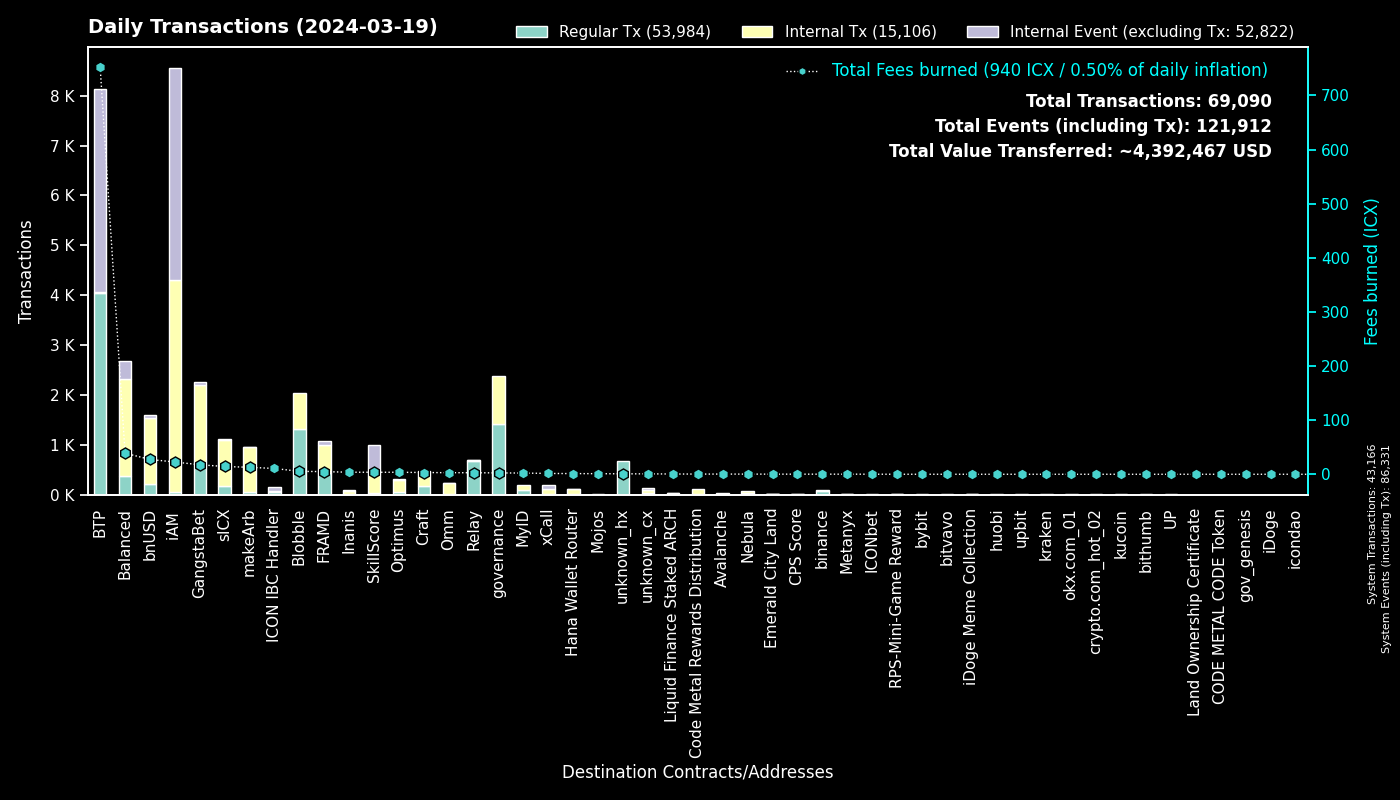 Daily Transactions (2024-03-19)
Regular Tx (53,984)
Internal Tx (15,106)
Internal Event (excluding Tx: 52,822)
Total Fees burned (940 ICX / 0.50% of daily inflation)
Total Transactions: 69,090
Total Events (including Tx): 121,912
Total Value Transferred: ~4,392,467 USD
Transactions
8 K
7 K
6 K
5 K
4 K
3 K
2 K
1 K
0 K
700
600
500
400
300
200
100
0
Fees burned (ICX)
BTP
Balanced
bnUSD
iAM
GangstaBet
sICX
makeArb
ICON IBC Handler
Blobble
FRAMD
Inanis
SkillScore
Optimus
Craft
Omm
Relay
governance
MyID
xCall
Hana Wallet Router
Mojos
unknown_hx
unknown_cx
Liquid Finance Staked ARCH
Code Metal Rewards Distribution
Avalanche
Nebula
Emerald City Land
CPS Score
binance
Metanyx
ICONbet
RPS-Mini-Game Reward
bybit
bitvavo
iDoge Meme Collection
huobi
upbit
kraken
okx.com_01
crypto.com_hot_02
kucoin
bithumb
UP
Land Ownership Certificate
CODE METAL CODE Token
gov_genesis
iDoge
icondao
Destination Contracts/Addresses
System Transactions: 43,166
System Events (including Tx): 86,331